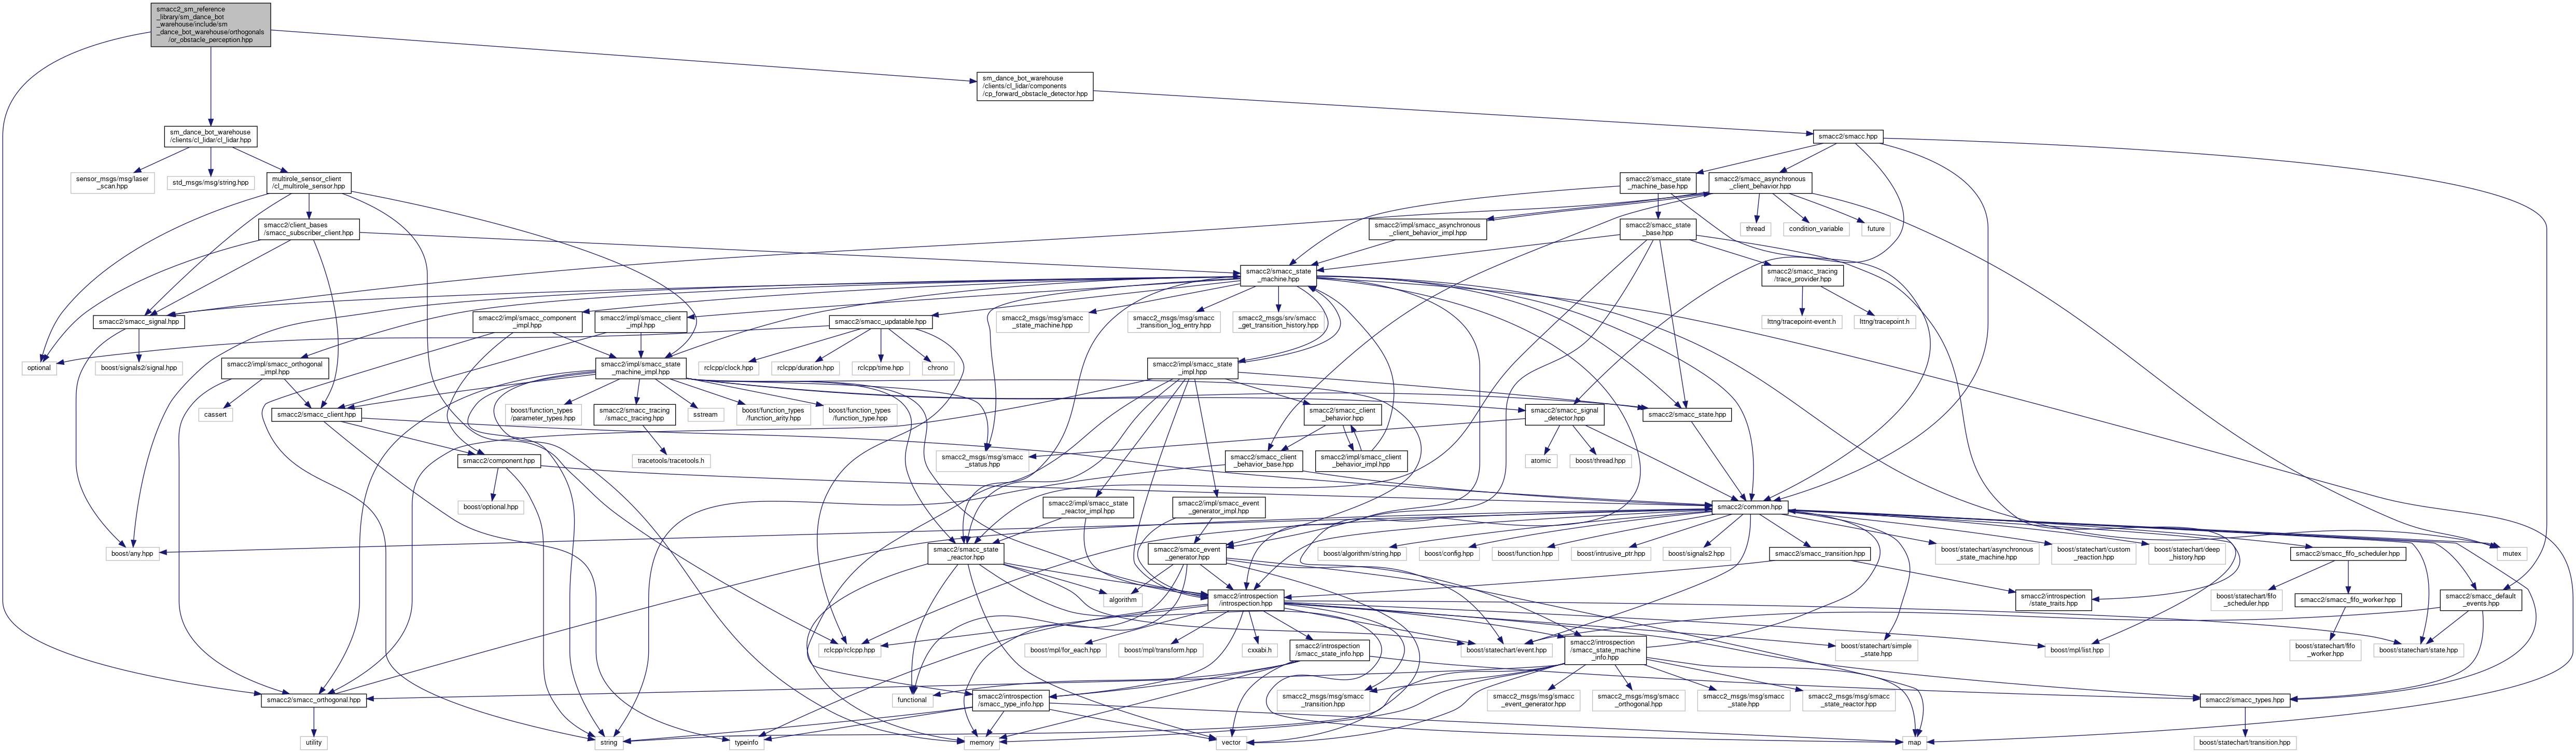 smacc2_sm_reference
_library/sm_dance_bot
_warehouse/include/sm
_dance_bot_warehouse/orthogonals
/or_obstacle_perception.hpp
sm_dance_bot_warehouse
/clients/cl_lidar/components
/cp_forward_obstacle_detector.hpp
sm_dance_bot_warehouse
/clients/cl_lidar/cl_lidar.hpp
smacc2/smacc.hpp
sensor_msgs/msg/laser
_scan.hpp
std_msgs/msg/string.hpp
multirole_sensor_client
/cl_multirole_sensor.hpp
smacc2/smacc_state
_machine_base.hpp
smacc2/smacc_asynchronous
_client_behavior.hpp
smacc2/client_bases
/smacc_subscriber_client.hpp
smacc2/impl/smacc_asynchronous
_client_behavior_impl.hpp
smacc2/smacc_state
_base.hpp
thread
condition_variable
future
smacc2/smacc_state
_machine.hpp
smacc2/smacc_tracing
/trace_provider.hpp
smacc2/smacc_signal.hpp
smacc2/impl/smacc_component
_impl.hpp
smacc2/impl/smacc_client
_impl.hpp
smacc2/smacc_updatable.hpp
smacc2_msgs/msg/smacc
_state_machine.hpp
smacc2_msgs/msg/smacc
_transition_log_entry.hpp
smacc2_msgs/srv/smacc
_get_transition_history.hpp
lttng/tracepoint-event.h
lttng/tracepoint.h
optional
boost/signals2/signal.hpp
smacc2/impl/smacc_orthogonal
_impl.hpp
smacc2/impl/smacc_state
_machine_impl.hpp
rclcpp/clock.hpp
rclcpp/duration.hpp
rclcpp/time.hpp
chrono
smacc2/impl/smacc_state
_impl.hpp
cassert
smacc2/smacc_client.hpp
boost/function_types
/parameter_types.hpp
smacc2/smacc_tracing
/smacc_tracing.hpp
sstream
boost/function_types
/function_arity.hpp
boost/function_types
/function_type.hpp
smacc2/smacc_client
_behavior.hpp
smacc2/smacc_signal
_detector.hpp
smacc2/smacc_state.hpp
smacc2/component.hpp
tracetools/tracetools.h
smacc2_msgs/msg/smacc
_status.hpp
smacc2/smacc_client
_behavior_base.hpp
smacc2/impl/smacc_client
_behavior_impl.hpp
atomic
boost/thread.hpp
boost/optional.hpp
smacc2/impl/smacc_state
_reactor_impl.hpp
smacc2/impl/smacc_event
_generator_impl.hpp
smacc2/common.hpp
boost/any.hpp
smacc2/smacc_state
_reactor.hpp
smacc2/smacc_event
_generator.hpp
boost/algorithm/string.hpp
boost/config.hpp
boost/function.hpp
boost/intrusive_ptr.hpp
boost/signals2.hpp
smacc2/smacc_transition.hpp
boost/statechart/asynchronous
_state_machine.hpp
boost/statechart/custom
_reaction.hpp
boost/statechart/deep
_history.hpp
smacc2/smacc_fifo_scheduler.hpp
mutex
algorithm
smacc2/introspection
/introspection.hpp
smacc2/introspection
/state_traits.hpp
boost/statechart/fifo
_scheduler.hpp
smacc2/smacc_fifo_worker.hpp
smacc2/smacc_default
_events.hpp
rclcpp/rclcpp.hpp
boost/mpl/for_each.hpp
boost/mpl/transform.hpp
cxxabi.h
smacc2/introspection
/smacc_state_info.hpp
boost/statechart/event.hpp
smacc2/introspection
/smacc_state_machine
_info.hpp
boost/statechart/simple
_state.hpp
boost/mpl/list.hpp
boost/statechart/fifo
_worker.hpp
boost/statechart/state.hpp
smacc2/smacc_orthogonal.hpp
functional
smacc2/introspection
/smacc_type_info.hpp
smacc2_msgs/msg/smacc
_transition.hpp
smacc2_msgs/msg/smacc
_event_generator.hpp
smacc2_msgs/msg/smacc
_orthogonal.hpp
smacc2_msgs/msg/smacc
_state.hpp
smacc2_msgs/msg/smacc
_state_reactor.hpp
smacc2/smacc_types.hpp
utility
string
typeinfo
memory
vector
map
boost/statechart/transition.hpp